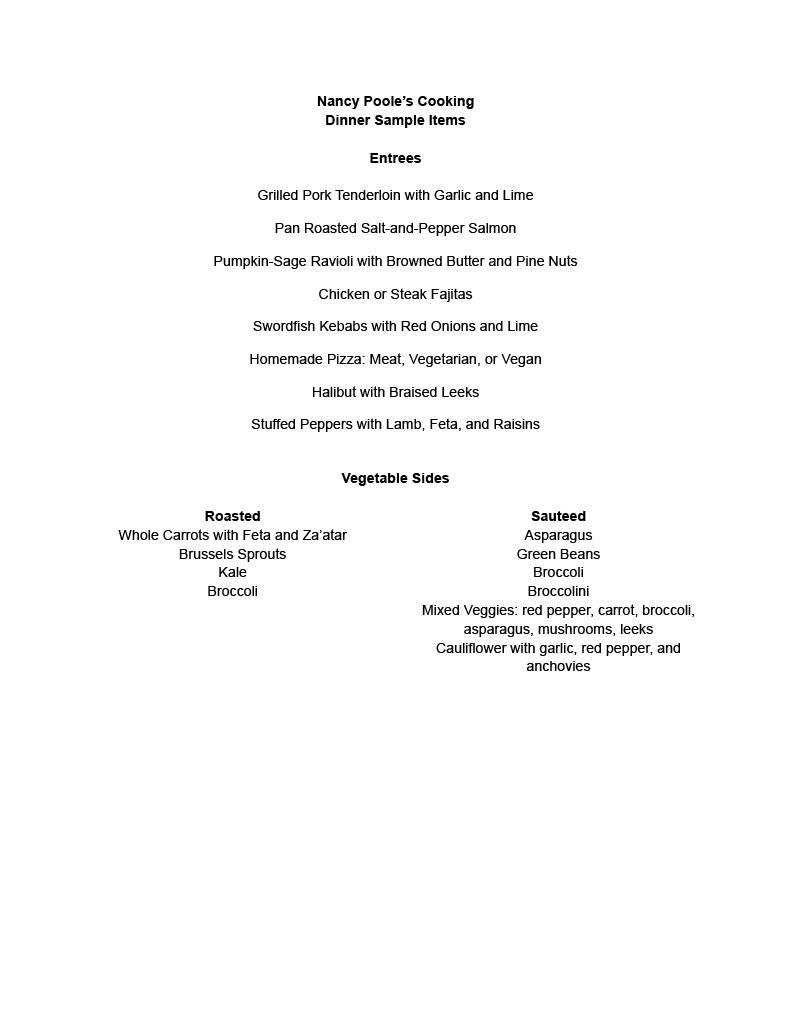 Nancy Poole’s Cooking
Dinner Sample Items
Entrees
Grilled Pork Tenderloin with Garlic and Lime
Pan Roasted Salt-and-Pepper Salmon
Pumpkin-Sage Ravioli with Browned Butter and Pine Nuts
Chicken or Steak Fajitas
Swordfish Kebabs with Red Onions and Lime
Homemade Pizza: Meat, Vegetarian, or Vegan
Halibut with Braised Leeks
Stuffed Peppers with Lamb, Feta, and Raisins
Vegetable Sides
Roasted
Whole Carrots with Feta and Za’atar
Brussels Sprouts
Kale
Broccoli
Sauteed
Asparagus
Green Beans
Broccoli
Broccolini
Mixed Veggies: red pepper, carrot, broccoli,
asparagus, mushrooms, leeks
Cauliflower with garlic, red pepper, and
anchovies